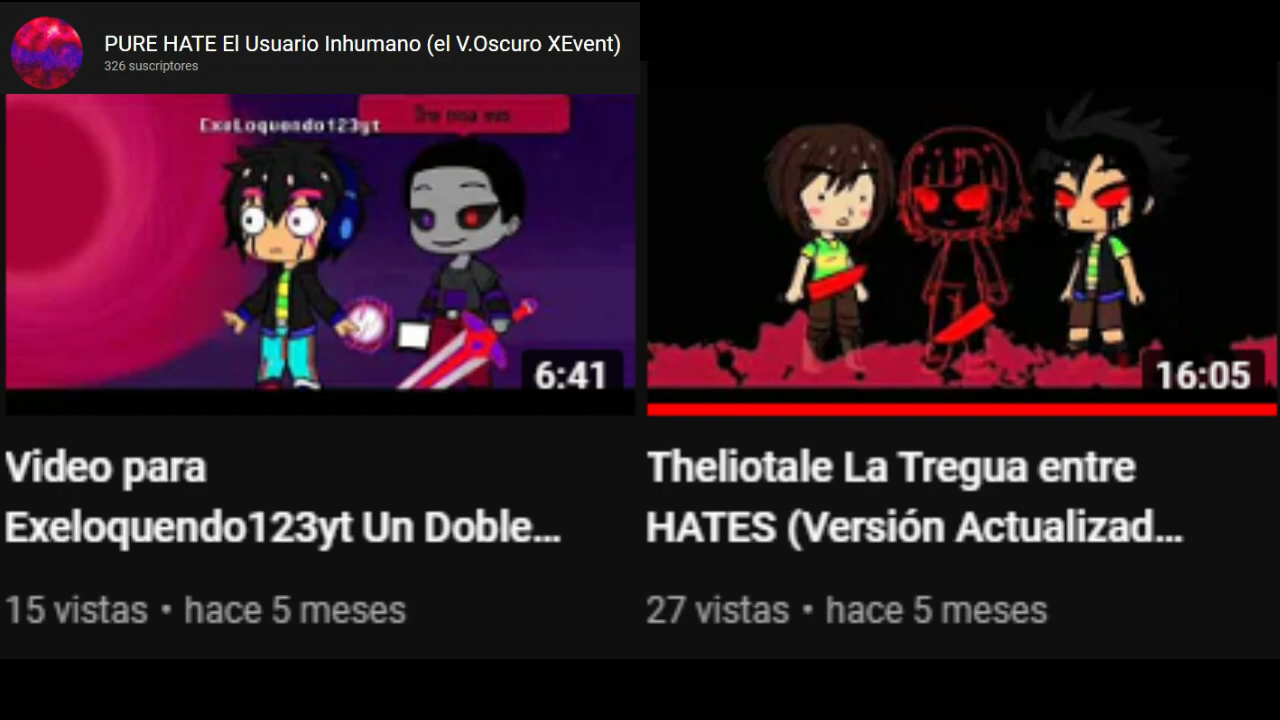 PURE HATE El Usuario Inhumano (el V.Oscuro XEvent)
326 suscriptores
ExeLoquendo123yt
6:41
16:05
Video para
Exeloquendo123yt Un Doble...
15 vistas • hace 5 meses
Theliotale La Tregua entre
HATES (Versión Actualizad...
27 vistas • hace 5 meses